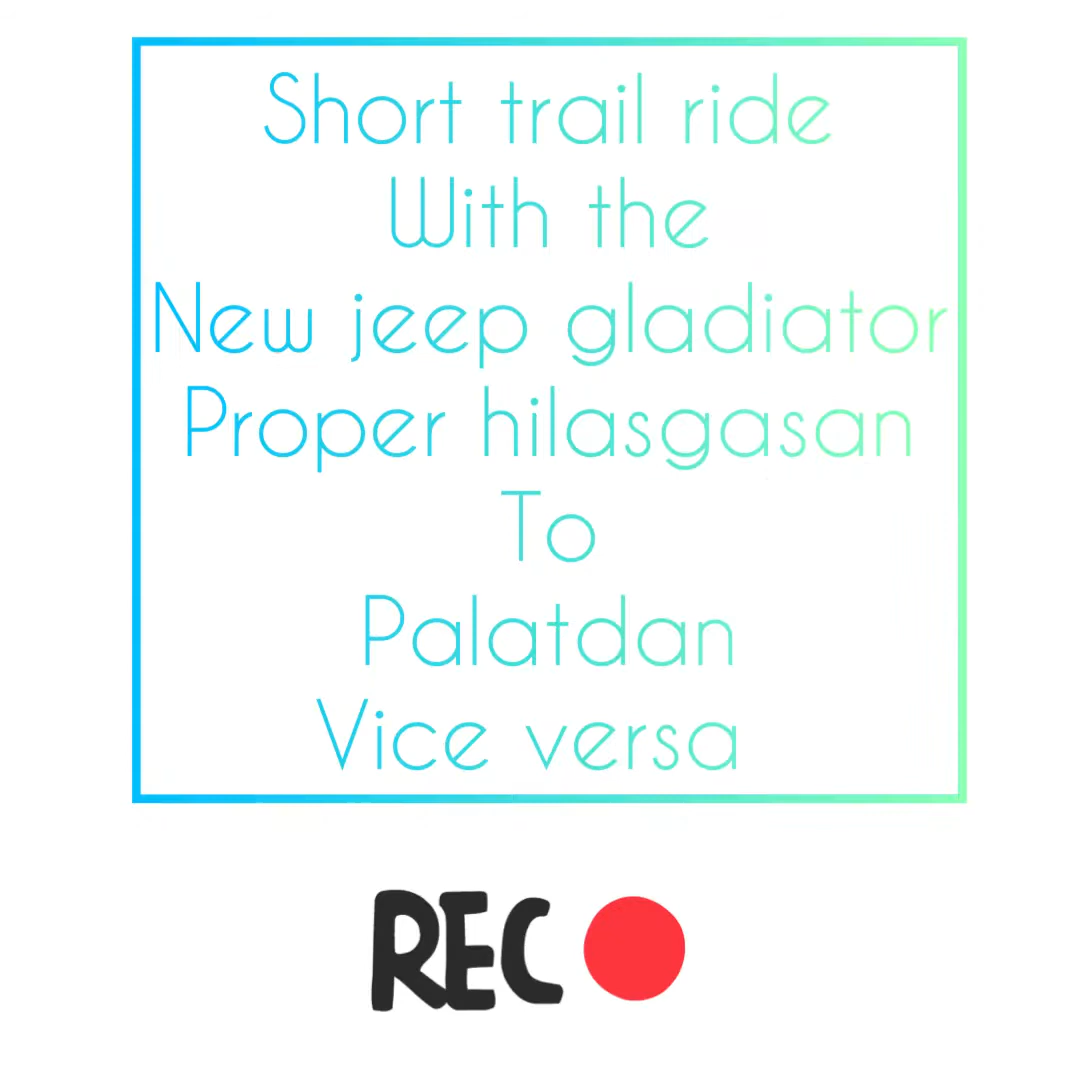 Short trail ride
With the
New jeep gladiator
Proper hilasgasan
To
Palatdan
Vice versa
REC